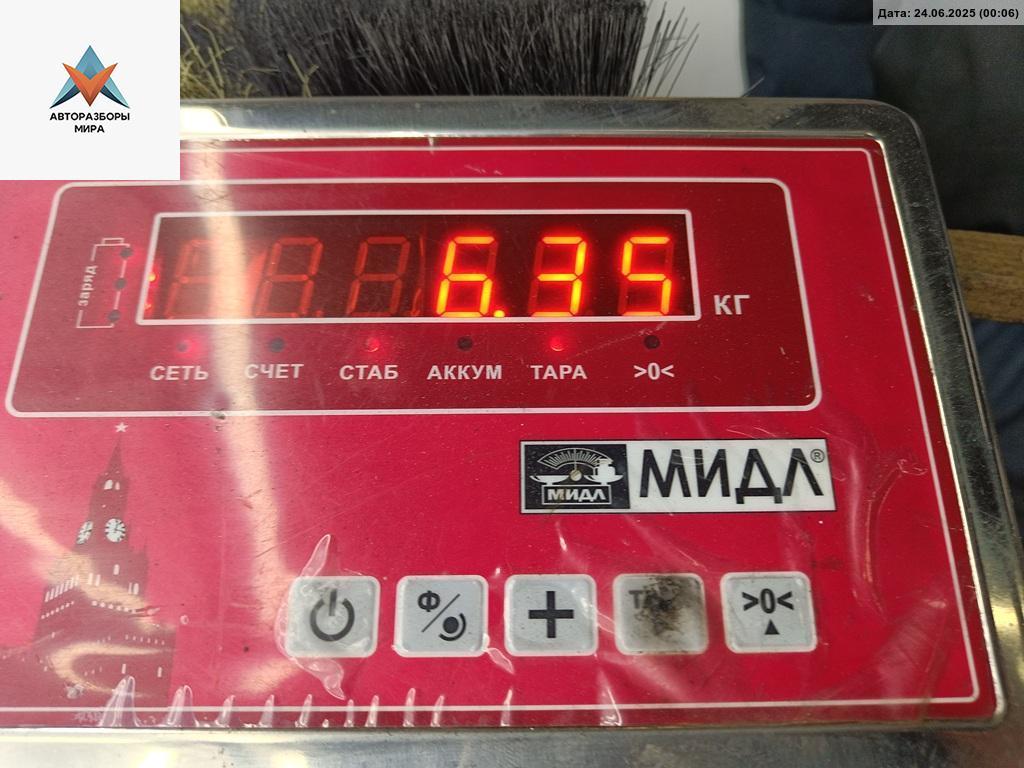 Дата: 24.06.2025 (00:06)
АВТОРАЗБОРЫ
МИРА
заряд
6.35
КГ
СЕТЬ СЧЕТ СТАБ АККУМ ТАРА >0<
МИДЛ МИДЛ®
Ф/ + >0<